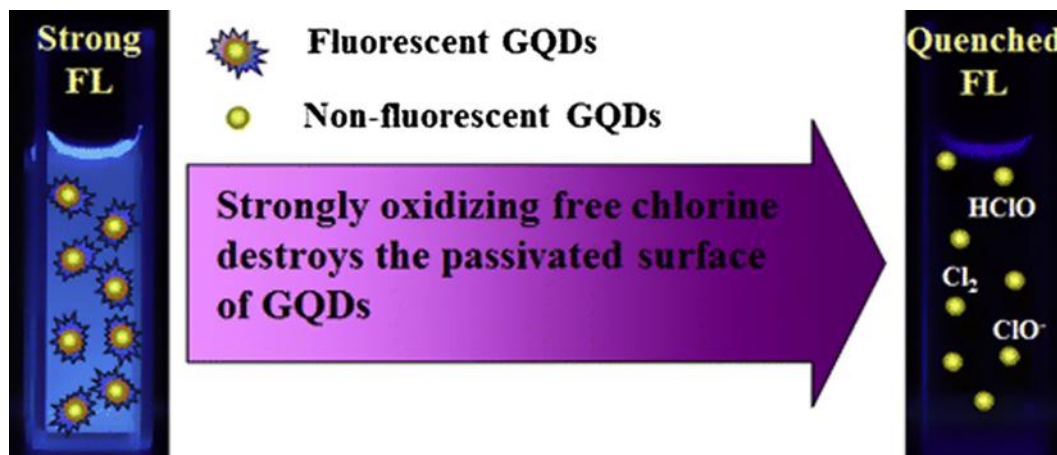 Strong
FL
Fluorescent GQDs
Non-fluorescent GQDs
Strongly oxidizing free chlorine
destroys the passivated surface
of GQDs
Quenched
FL
HClO
Cl₂
ClO⁻